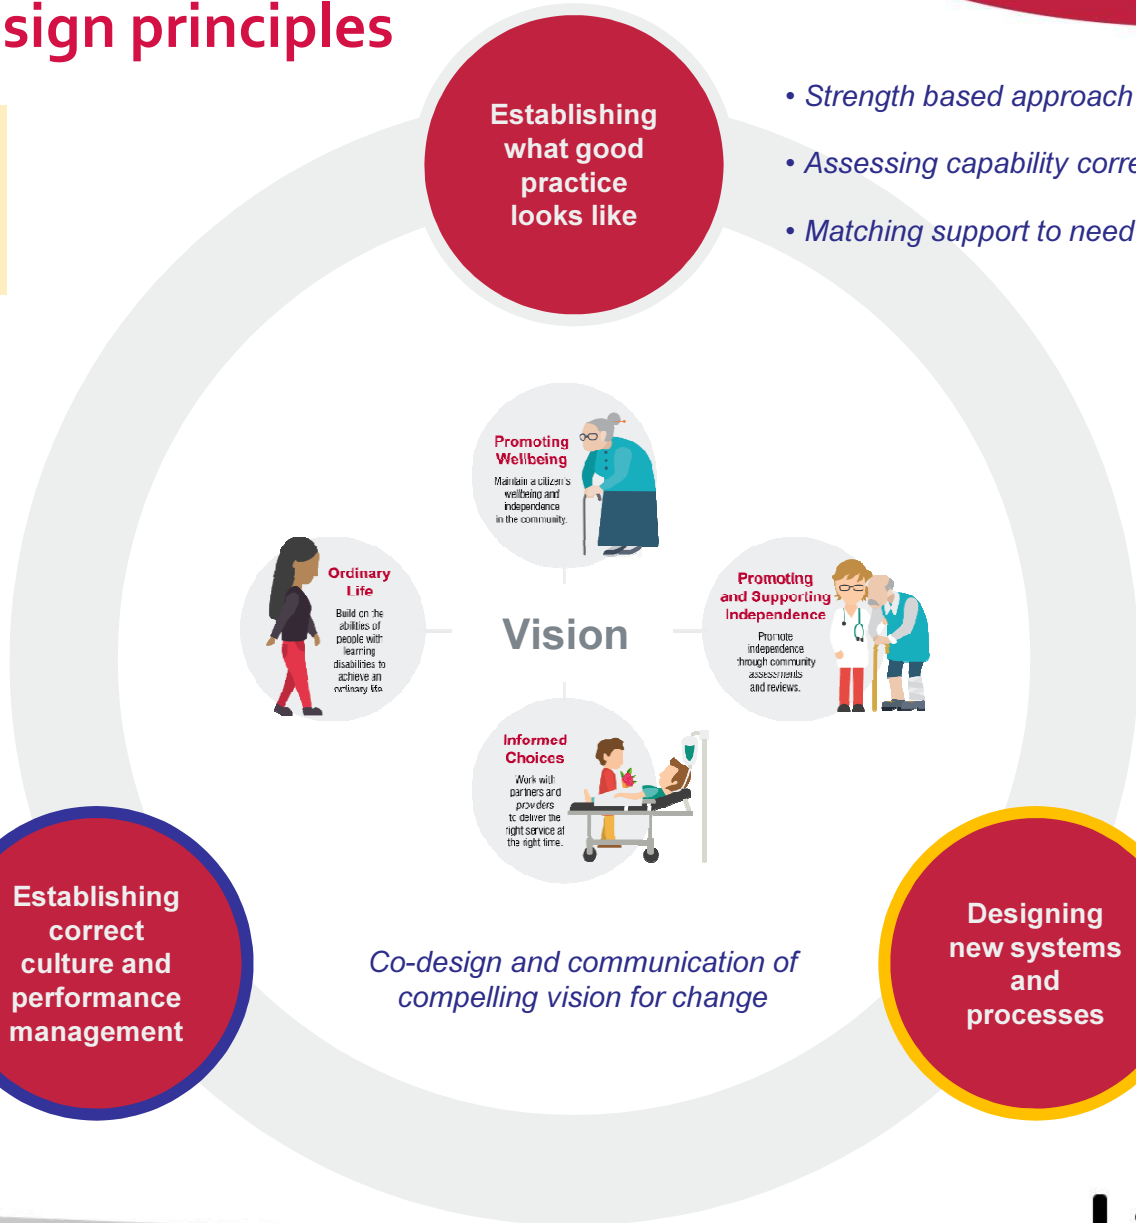 sign principles
Establishing
what good
practice
looks like
• Strength based approach
• Assessing capability corre
• Matching support to need
Promoting
Wellbeing
Maintain a citizen's
wellbeing and
independence
in the community.
Ordinary
Life
Build on the
abilities of
people with
learning
disabilities to
achieve an
ordinary life.
Vision
Promoting
and Supporting
Independence
Promote
independence
through community
assessments
and reviews.
Informed
Choices
Work with
partners and
providers
to deliver the
right service at
the right time.
Establishing
correct
culture and
performance
management
Co-design and communication of
compelling vision for change
Designing
new systems
and
processes